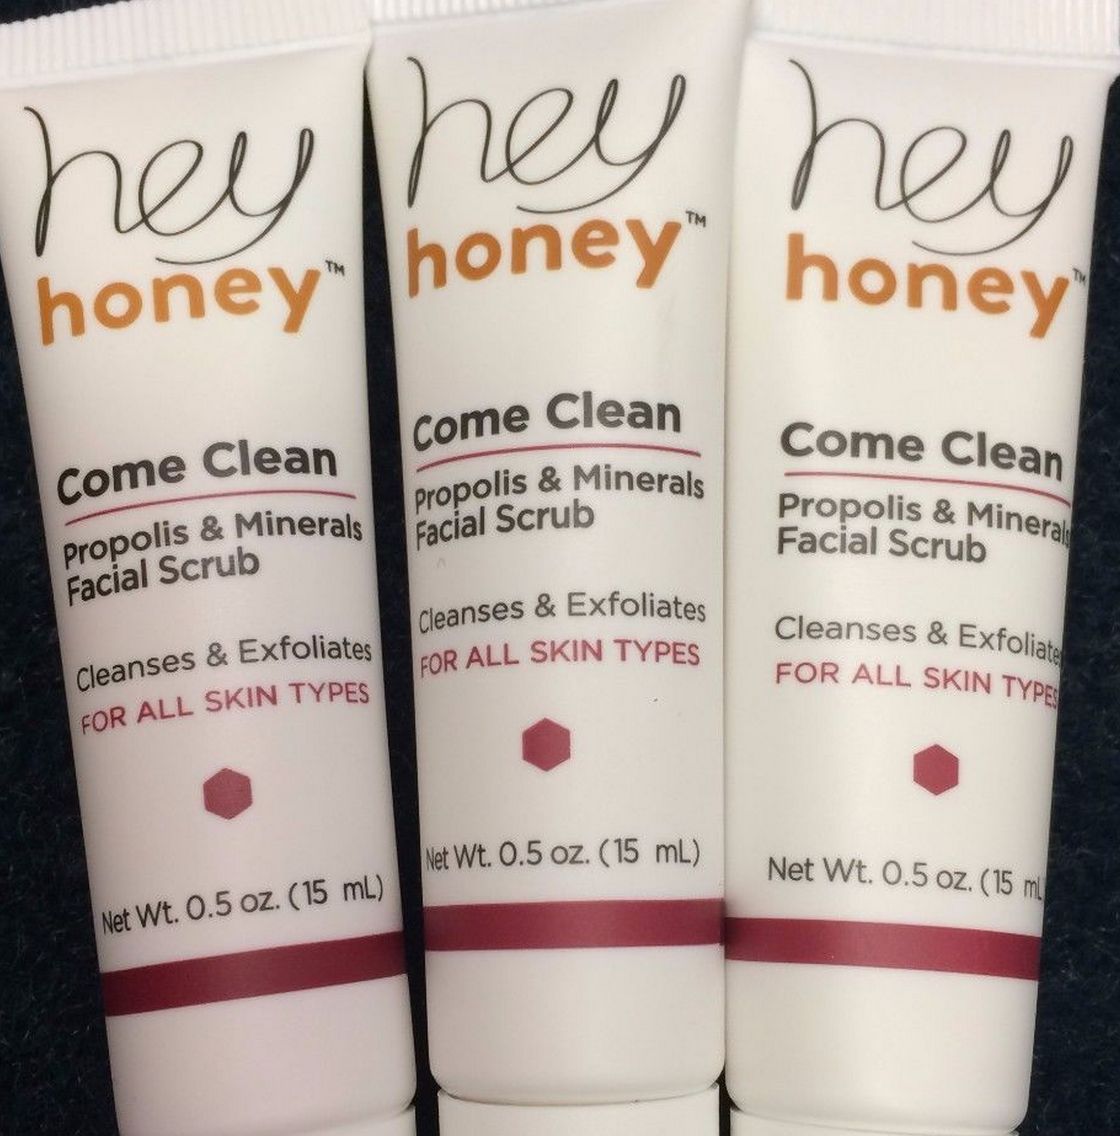 hey
honey™
Come Clean
Propolis & Minerals
Facial Scrub
Cleanses & Exfoliates
FOR ALL SKIN TYPES
Net Wt. 0.5 oz. (15 mL)
hey
honey™
Come Clean
Propolis & Minerals
Facial Scrub
Cleanses & Exfoliates
FOR ALL SKIN TYPES
Net Wt. 0.5 oz. (15 mL)
hey
honey™
Come Clean
Propolis & Minerals
Facial Scrub
Cleanses & Exfoliates
FOR ALL SKIN TYPES
Net Wt. 0.5 oz. (15 mL